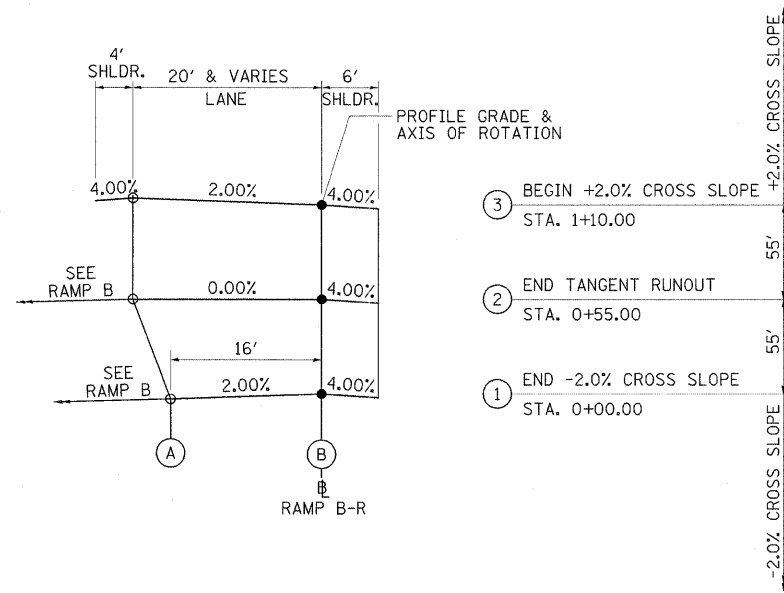 4'
SHLDR.
20' & VARIES
LANE
6'
SHLDR.
PROFILE GRADE &
AXIS OF ROTATION
4.00%
2.00%
4.00%
3
BEGIN +2.0% CROSS SLOPE
STA. 1+10.00
+2.0% CROSS SLOPE
55'
SEE
RAMP B
0.00%
4.00%
2
END TANGENT RUNOUT
STA. 0+55.00
55'
16'
SEE
RAMP B
2.00%
4.00%
1
END -2.0% CROSS SLOPE
STA. 0+00.00
-2.0% CROSS SLOPE
A
B
BL
RAMP B-R